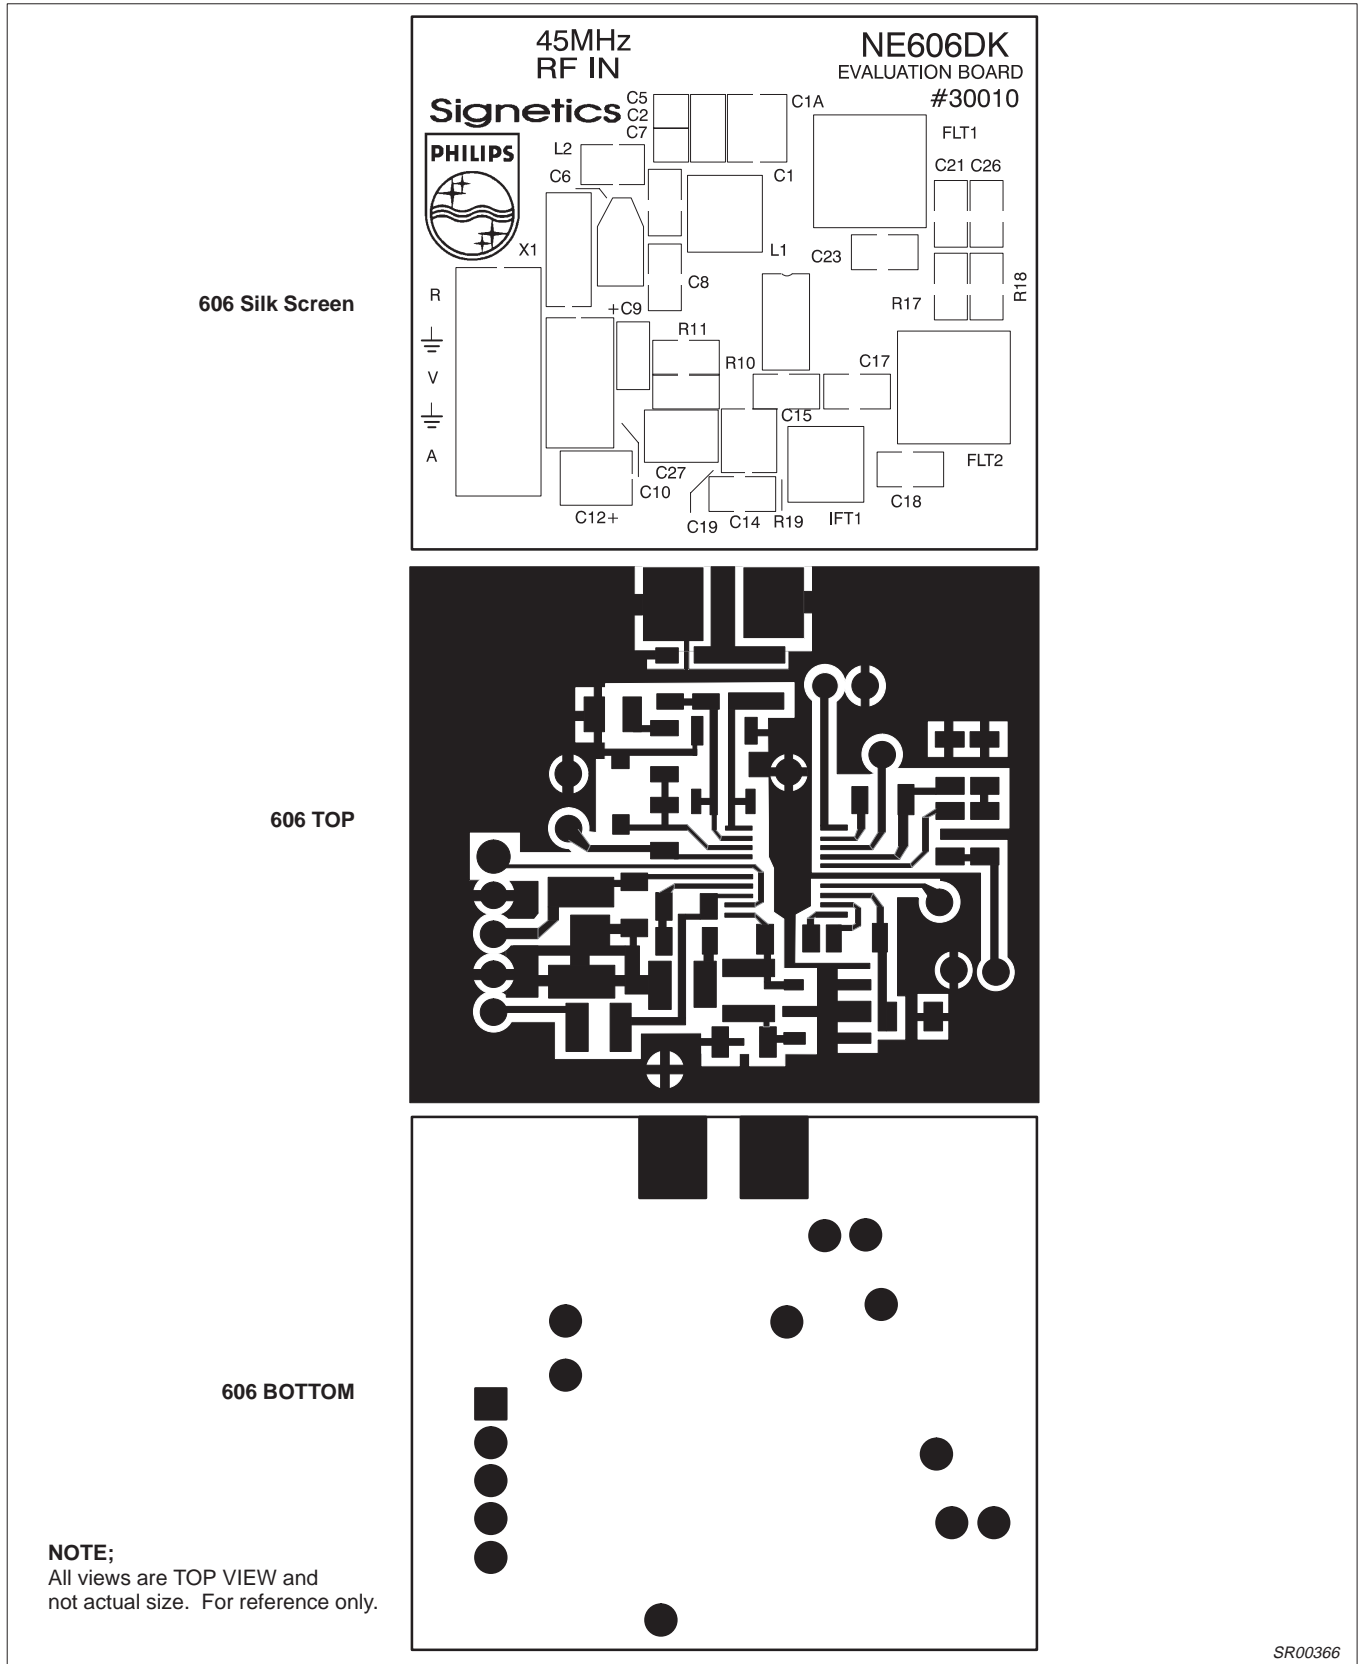 45MHz
RF IN
NE606DK
EVALUATION BOARD
#30010
Signetics
PHILIPS
C5
C2
C7
C1A
FLT1
L2
C6
C1
C21 C26
X1
L1
C23
C8
R17
R18
606 Silk Screen
R
+C9
R11
R10
C17
V
C15
A
C27
C10
FLT2
C18
C12+
C19 C14 R19 IFT1
606 TOP
606 BOTTOM
NOTE;
All views are TOP VIEW and
not actual size. For reference only.
SR00366